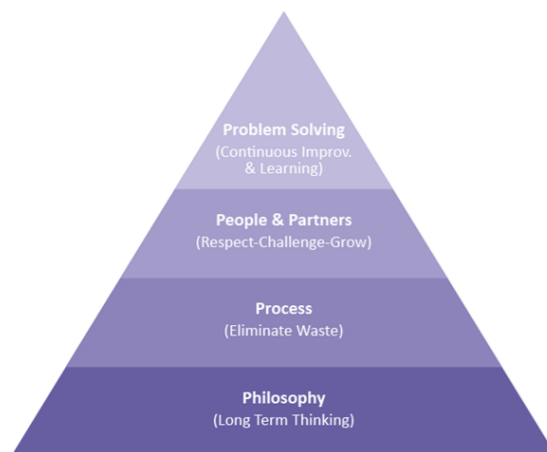 Problem Solving
(Continuous Improv.
& Learning)
People & Partners
(Respect-Challenge-Grow)
Process
(Eliminate Waste)
Philosophy
(Long Term Thinking)